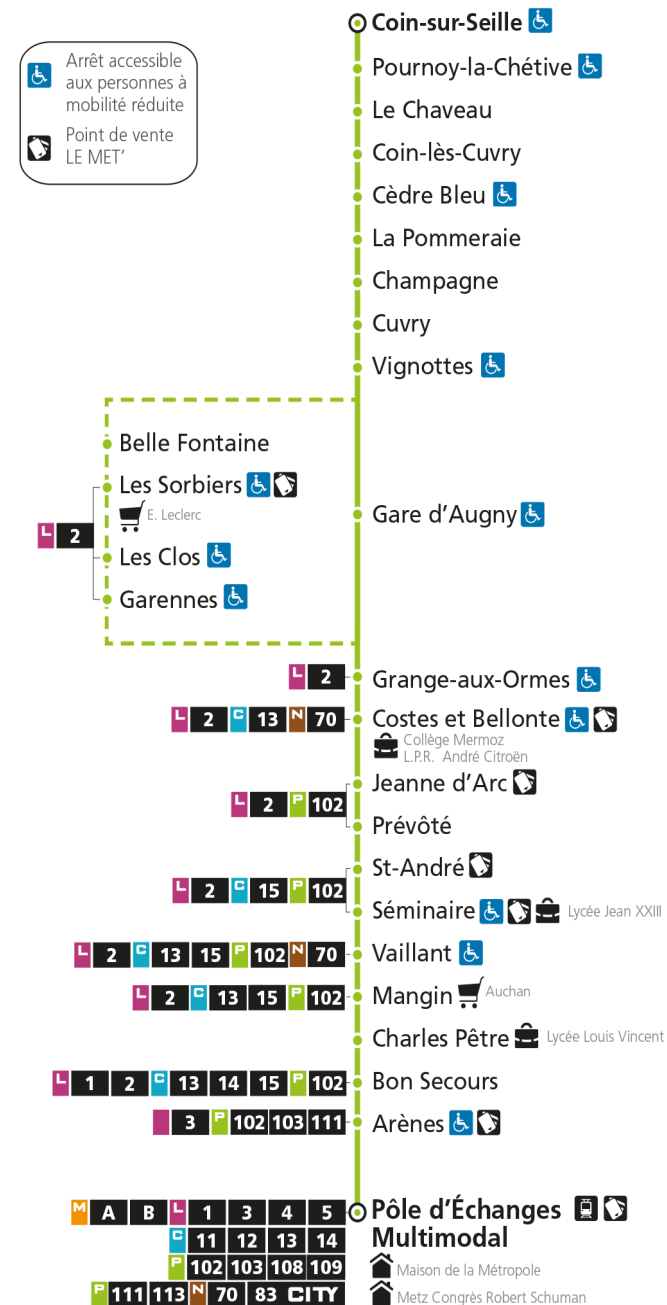 Coin-sur-Seille
Arrêt accessible
aux personnes à
mobilité réduite
Point de vente
LE MET'
Pournoy-la-Chétive
Le Chaveau
Coin-lès-Cuvry
Cèdre Bleu
La Pommeraie
Champagne
Cuvry
Vignottes
Belle Fontaine
Les Sorbiers
E. Leclerc
L 2
Les Clos
Garennes
Gare d'Augny
L 2 Grange-aux-Ormes
L 2 C 13 N 70 Costes et Bellonte
Collège Mermoz
L.P.R. André Citroën
Jeanne d'Arc
L 2 P 102
Prévôté
St-André
L 2 C 15 P 102
Séminaire Lycée Jean XXIII
L 2 C 13 15 P 102 N 70 Vaillant
L 2 C 13 15 P 102 Mangin Auchan
Charles Pêtre Lycée Louis Vincent
L 1 2 C 13 14 15 P 102 Bon Secours
3 P 102 103 111 Arènes
M A B L 1 3 4 5 Pôle d'Échanges
C 11 12 13 14 Multimodal
P 102 103 108 109 Maison de la Métropole
P 111 113 N 70 83 CITY Metz Congrès Robert Schuman